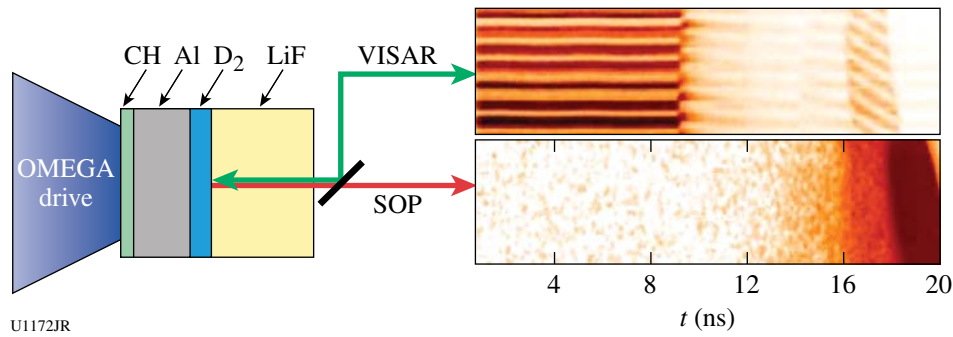 CH Al D₂ LiF
VISAR
OMEGA
drive
SOP
4 8 12 16 20
t (ns)
U1172JR